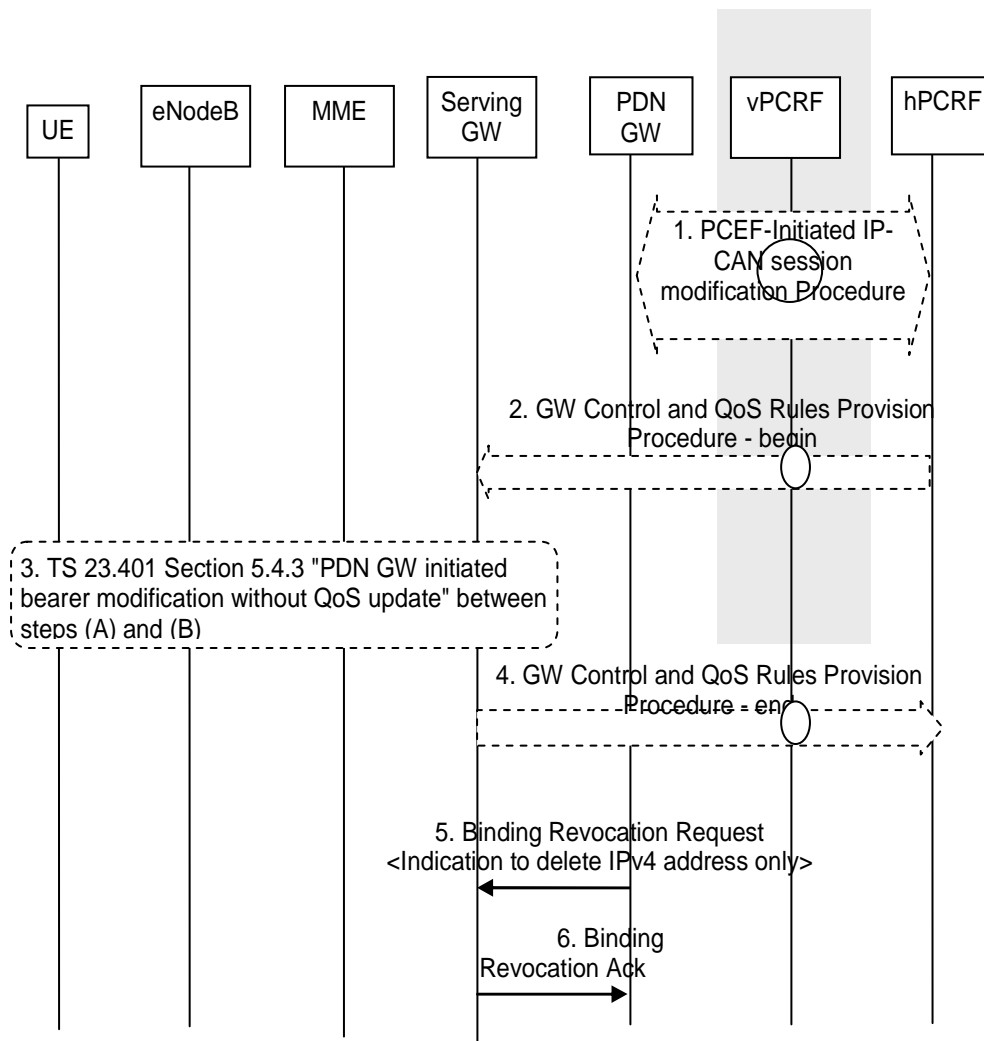 UE
eNodeB
MME
Serving
GW
PDN
GW
vPCRF
hPCRF
1. PCEF-Initiated IP-
CAN session
modification Procedure
2. GW Control and QoS Rules Provision
Procedure - begin
3. TS 23.401 Section 5.4.3 "PDN GW initiated
bearer modification without QoS update" between
steps (A) and (B)
4. GW Control and QoS Rules Provision
Procedure - end
5. Binding Revocation Request
<Indication to delete IPv4 address only>
6. Binding
Revocation Ack